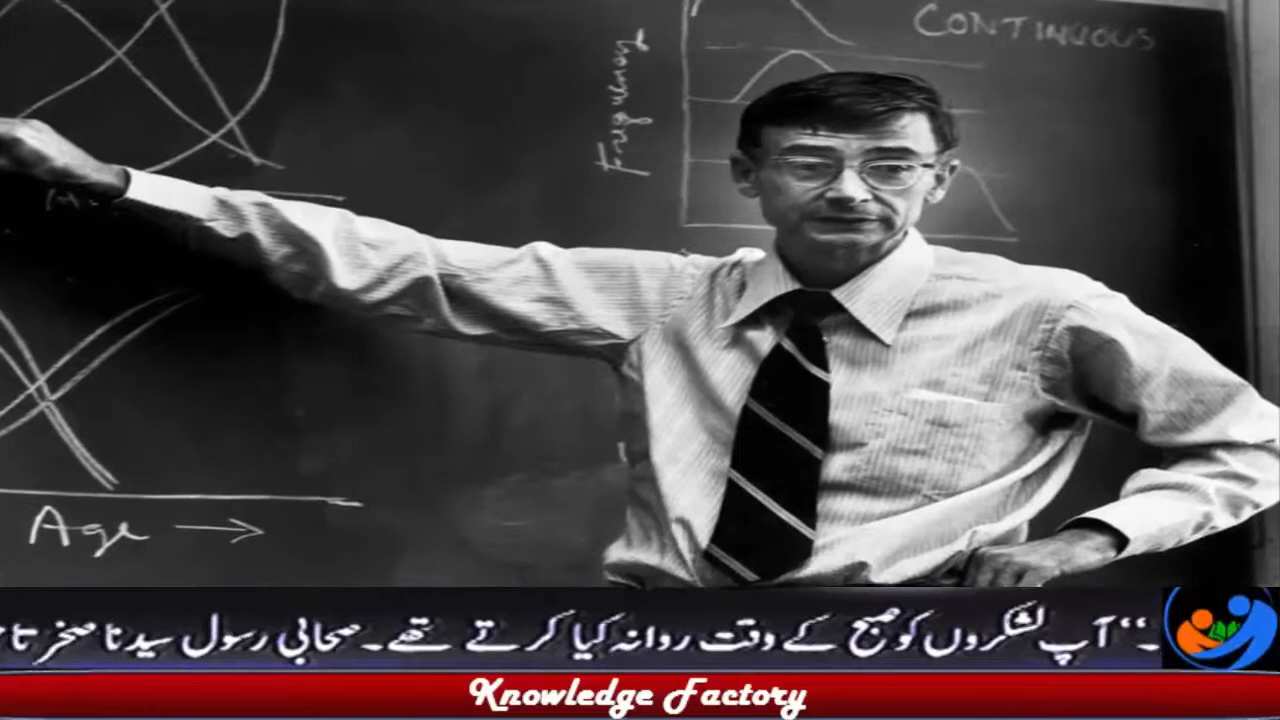 CONTINUOUS
Frequency
Age →
۔‘‘ آپ لشکروں کو صبح کے وقت روانہ کیا کرتے تھے۔ صحابی رسول سیدنا صخر تا
Knowledge Factory